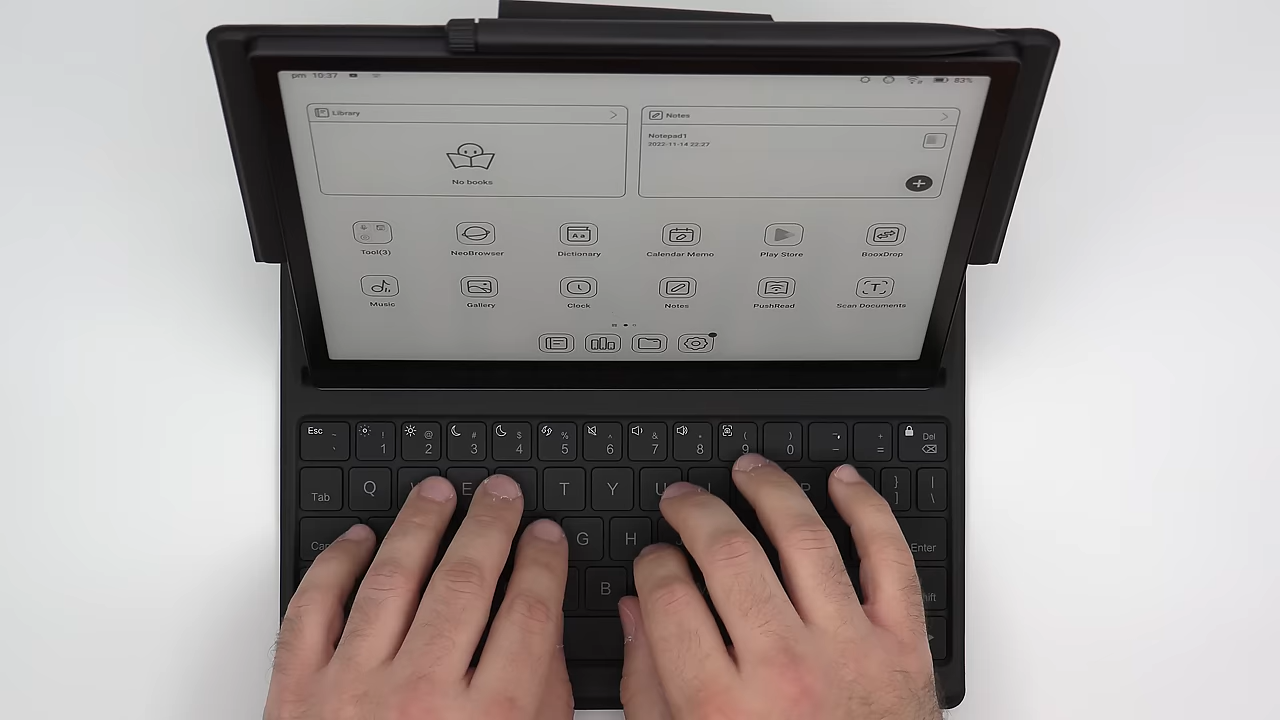 pm 10:37
83%
Library
No books
Notes
Notepad1
2022-11-14 22:27
Tool(3)
NeoBrowser
Aa
Dictionary
Calendar Memo
Play Store
BooxDrop
Music
Gallery
Clock
Notes
PushRead
T
Scan Documents
Esc ~ `
! 1
@ 2
# 3
$ 4
% 5
^ 6
& 7
* 8
( 9
) 0
_ -
+ =
Del
Tab Q E T Y U P } ] | \
G H Enter
B